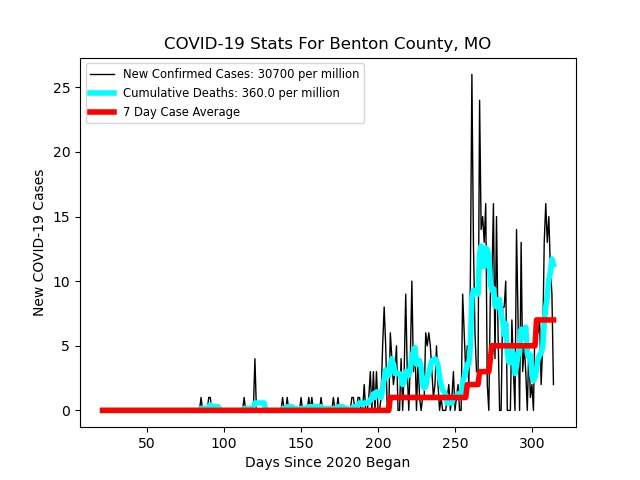 COVID-19 Stats For Benton County, MO
New Confirmed Cases: 30700 per million
Cumulative Deaths: 360.0 per million
7 Day Case Average
New COVID-19 Cases
25
20
15
10
5
0
50 100 150 200 250 300
Days Since 2020 Began